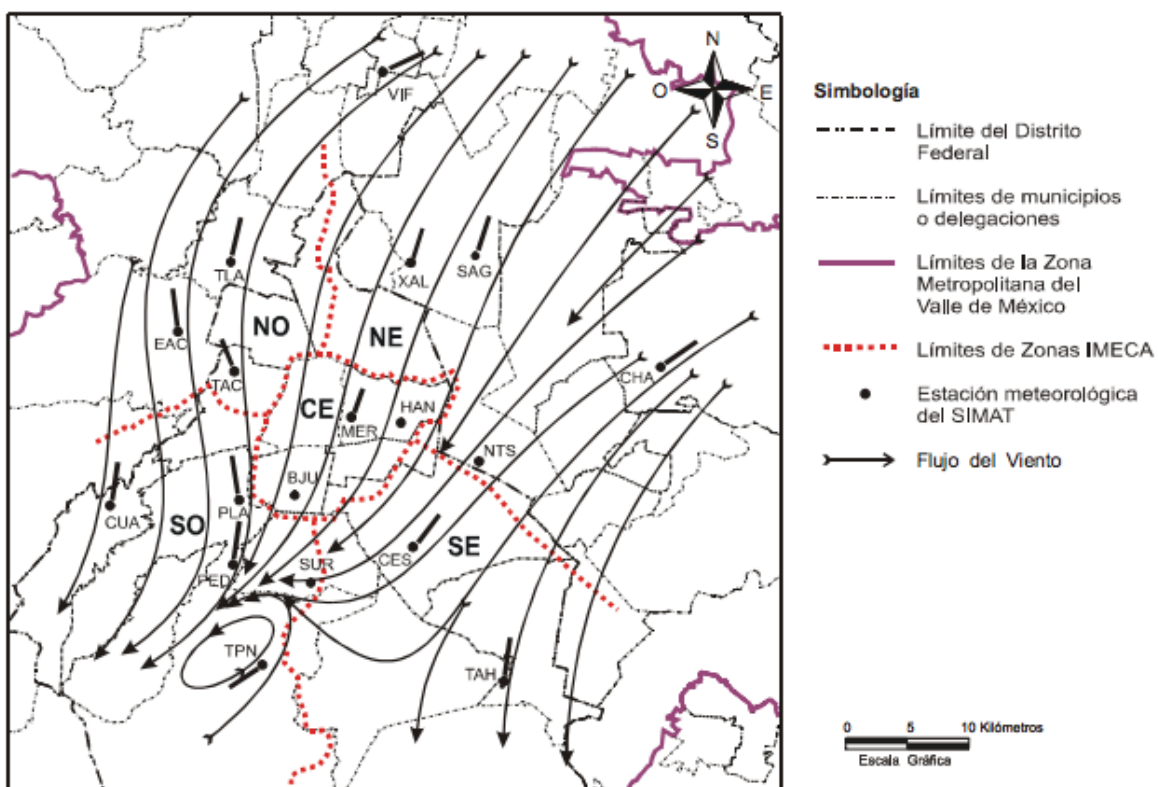 N
O
E
S
VIF
TLA
XAL
SAG
NO
NE
EAC
TAC
CHA
CE
MER
HAN
NTS
BJU
CUA
SO
PLA
PED
SUR
CES
SE
TPN
TAH
Simbología
Límite del Distrito
Federal
Límites de municipios
o delegaciones
Límites de la Zona
Metropolitana del
Valle de México
Límites de Zonas IMECA
Estación meteorológica
del SIMAT
Flujo del Viento
0 5 10 Kilómetros
Escala Gráfica